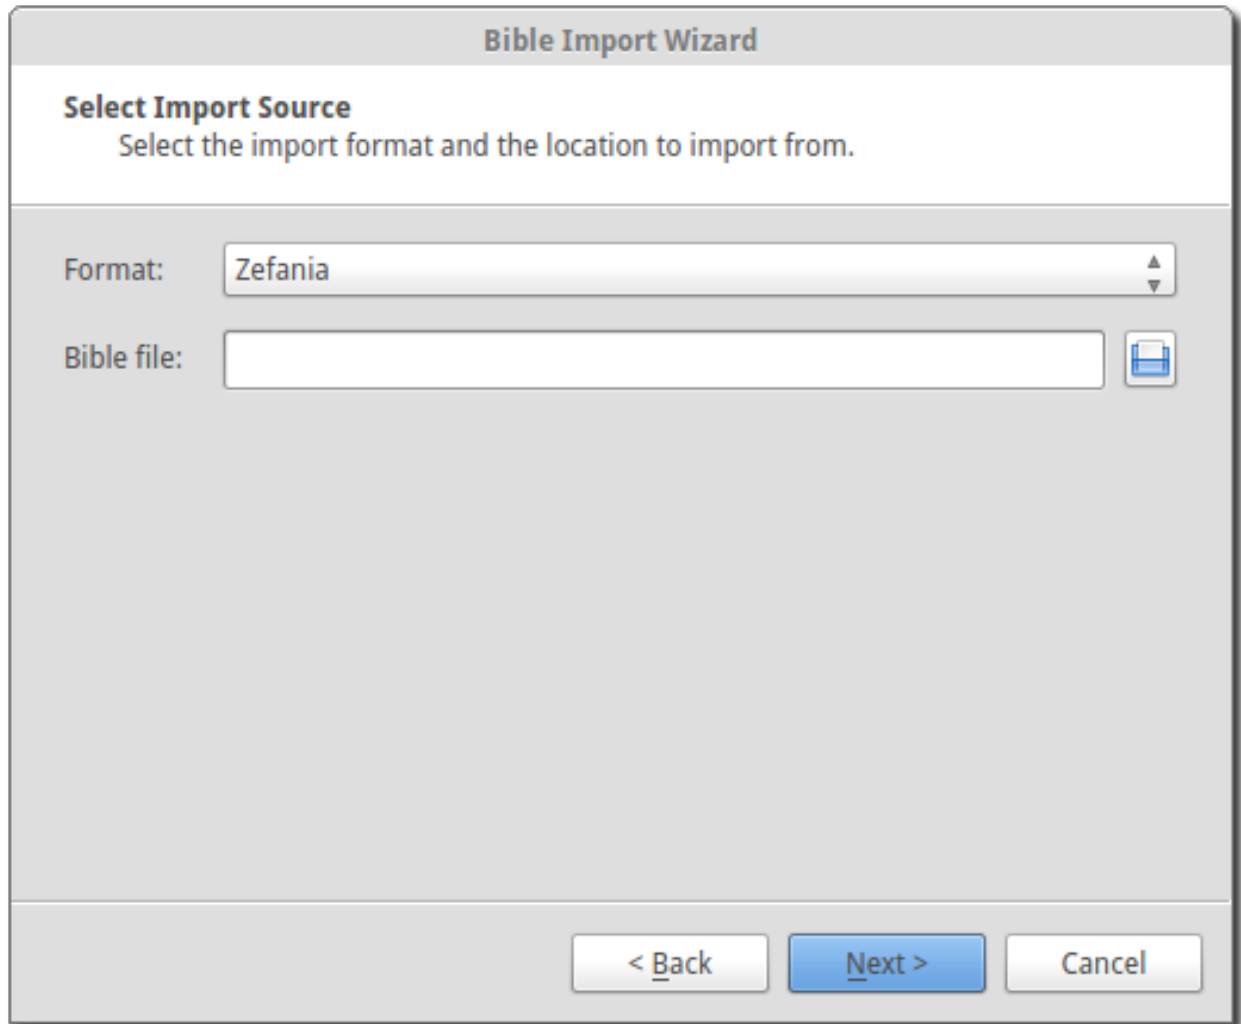 Bible Import Wizard
Select Import Source
Select the import format and the location to import from.
Format: Zefania
Bible file:
< Back Next > Cancel